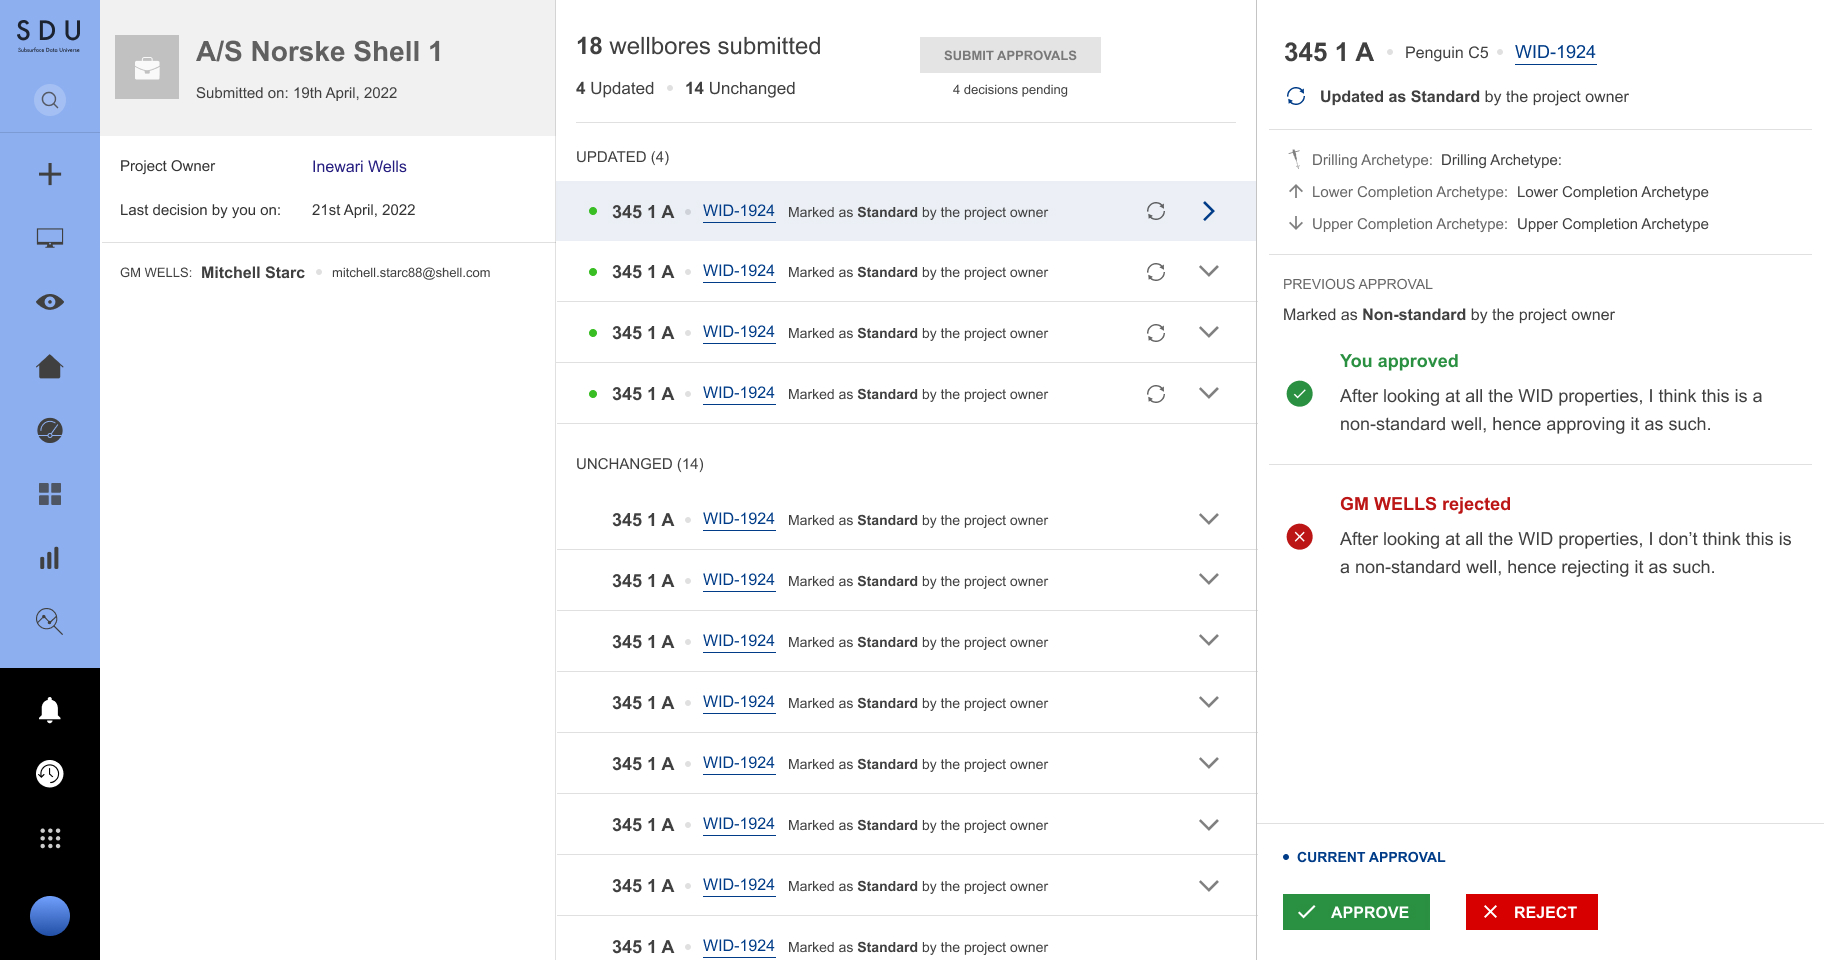 SDU
Subsurface Data Universe
A/S Norske Shell 1
Submitted on: 19th April, 2022
Project Owner Inewari Wells
Last decision by you on: 21st April, 2022
GM WELLS: Mitchell Starc mitchell.starc88@shell.com
18 wellbores submitted
4 Updated 14 Unchanged
SUBMIT APPROVALS
4 decisions pending
UPDATED (4)
345 1 A WID-1924 Marked as Standard by the project owner
345 1 A WID-1924 Marked as Standard by the project owner
345 1 A WID-1924 Marked as Standard by the project owner
345 1 A WID-1924 Marked as Standard by the project owner
UNCHANGED (14)
345 1 A WID-1924 Marked as Standard by the project owner
345 1 A WID-1924 Marked as Standard by the project owner
345 1 A WID-1924 Marked as Standard by the project owner
345 1 A WID-1924 Marked as Standard by the project owner
345 1 A WID-1924 Marked as Standard by the project owner
345 1 A WID-1924 Marked as Standard by the project owner
345 1 A WID-1924 Marked as Standard by the project owner
345 1 A WID-1924 Marked as Standard by the project owner
345 1 A Penguin C5 WID-1924
Updated as Standard by the project owner
Drilling Archetype: Drilling Archetype:
Lower Completion Archetype: Lower Completion Archetype
Upper Completion Archetype: Upper Completion Archetype
PREVIOUS APPROVAL
Marked as Non-standard by the project owner
You approved
After looking at all the WID properties, I think this is a
non-standard well, hence approving it as such.
GM WELLS rejected
After looking at all the WID properties, I don’t think this is
a non-standard well, hence rejecting it as such.
CURRENT APPROVAL
APPROVE
REJECT